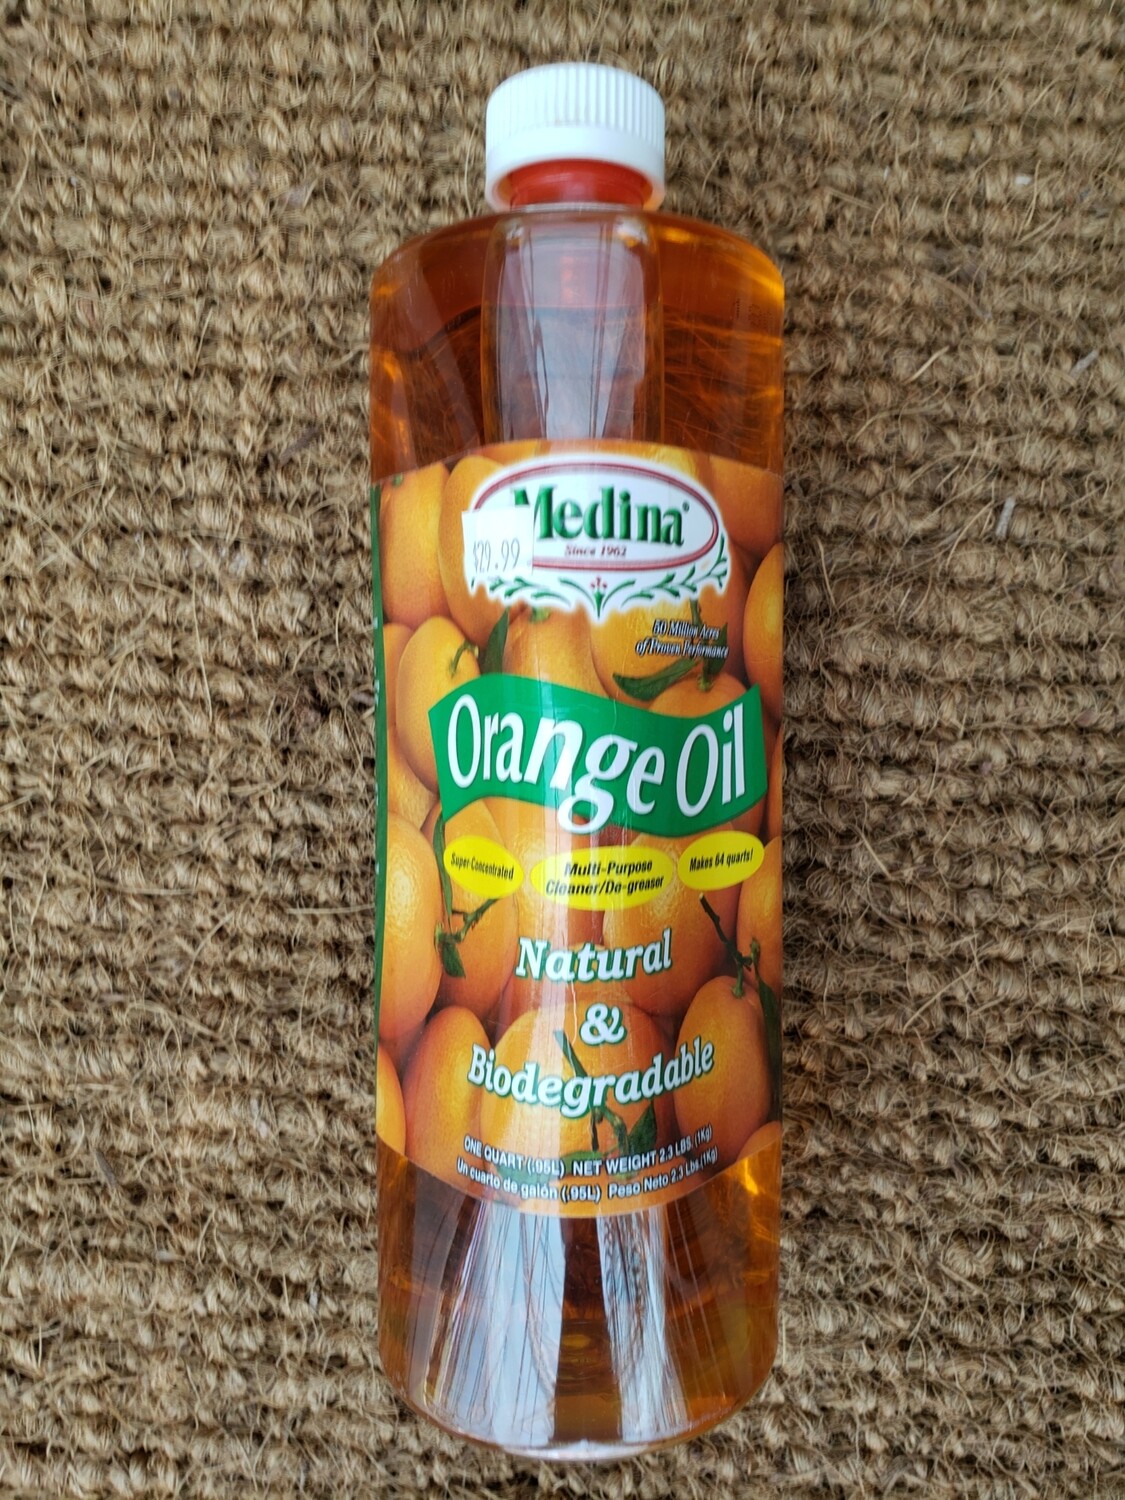 Medina®
Since 1962
$29.99
50 Million Acres
of Proven Performance
Orange Oil
Super Concentrated
Multi-Purpose
Cleaner/De-greaser
Makes 64 quarts!
Natural
&
Biodegradable
ONE QUART (.95L) NET WEIGHT 2.3 LBS.(1Kg)
Un cuarto de galón (.95L) Peso Neto 2.3 Lbs.(1Kg)